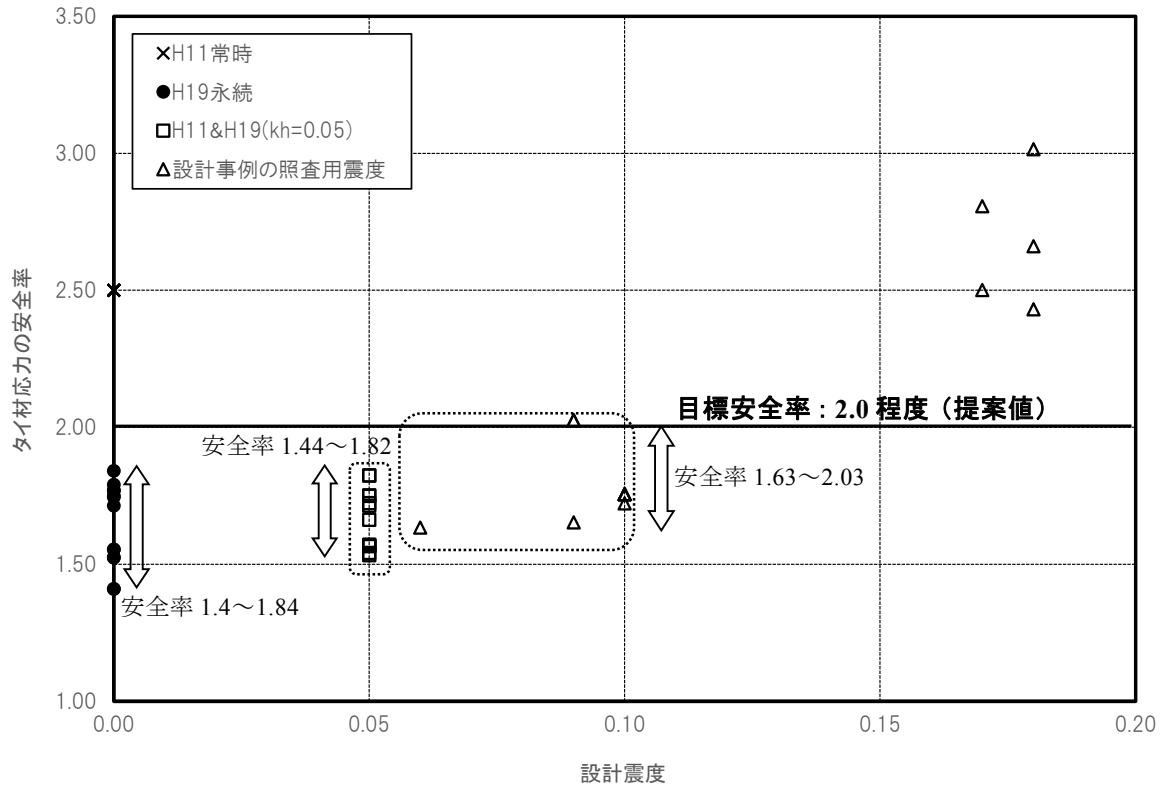 3.50
3.00
2.50
2.00
1.50
1.00
タイ材応力の安全率
×H11常時
●H19永続
□H11&H19(kh=0.05)
△設計事例の照査用震度
目標安全率：2.0 程度（提案値）
安全率 1.44～1.82
安全率 1.63～2.03
安全率 1.4～1.84
0.00 0.05 0.10 0.15 0.20
設計震度